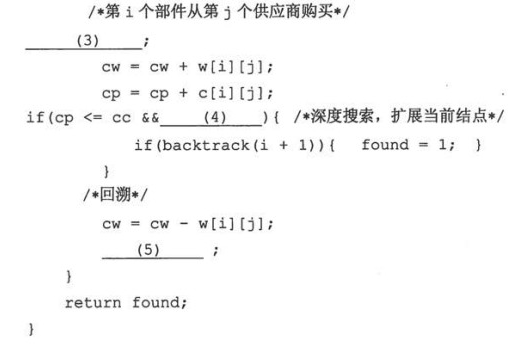 /*第 i 个部件从第 j 个供应商购买*/
(3) ;
cw = cw + w[i][j];
cp = cp + c[i][j];
if(cp <= cc && (4) ){ /*深度搜索，扩展当前结点*/
if(backtrack(i + 1)){ found = 1; }
}
/*回溯*/
cw = cw - w[i][j];
(5) ;
}
return found;
}